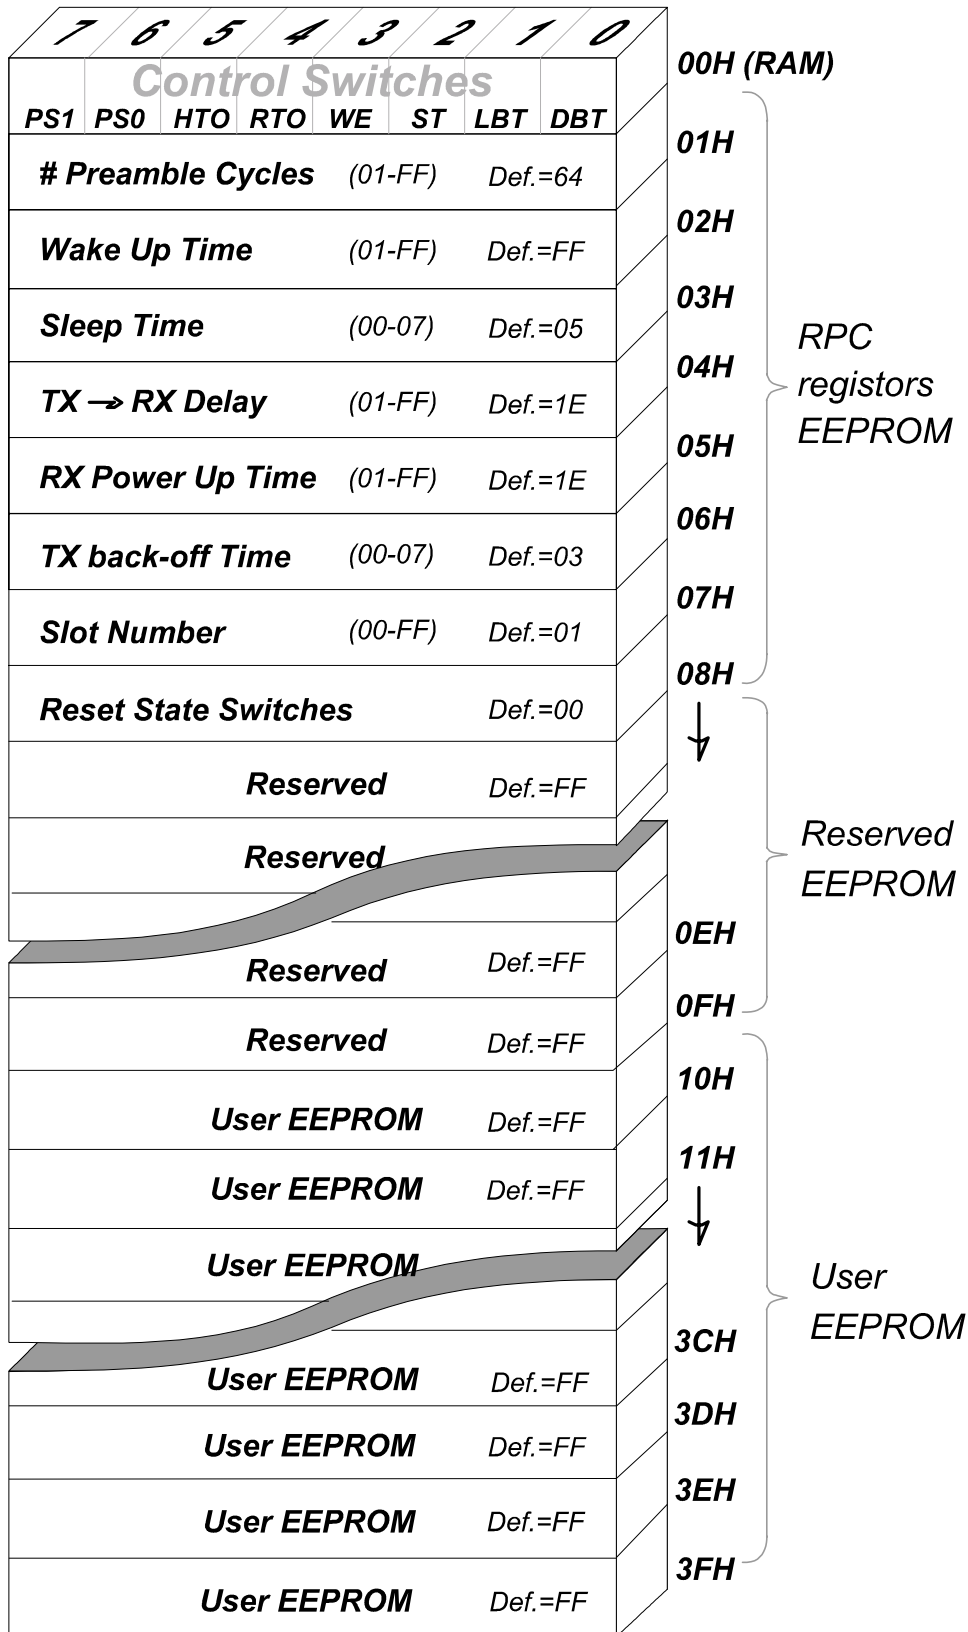 7 6 5 4 3 2 1 0
00H (RAM)
Control Switches
PS1 PS0 HTO RTO WE ST LBT DBT
01H
# Preamble Cycles (01-FF) Def.=64
02H
Wake Up Time (01-FF) Def.=FF
03H
Sleep Time (00-07) Def.=05
04H
TX → RX Delay (01-FF) Def.=1E
05H
RX Power Up Time (01-FF) Def.=1E
06H
TX back-off Time (00-07) Def.=03
07H
Slot Number (00-FF) Def.=01
08H
Reset State Switches Def.=00
RPC
registors
EEPROM
Reserved Def.=FF
Reserved
0EH
Reserved Def.=FF
0FH
Reserved Def.=FF
Reserved
EEPROM
10H
User EEPROM Def.=FF
11H
User EEPROM Def.=FF
User EEPROM
3CH
User EEPROM Def.=FF
3DH
User EEPROM Def.=FF
3EH
User EEPROM Def.=FF
3FH
User EEPROM Def.=FF
User
EEPROM